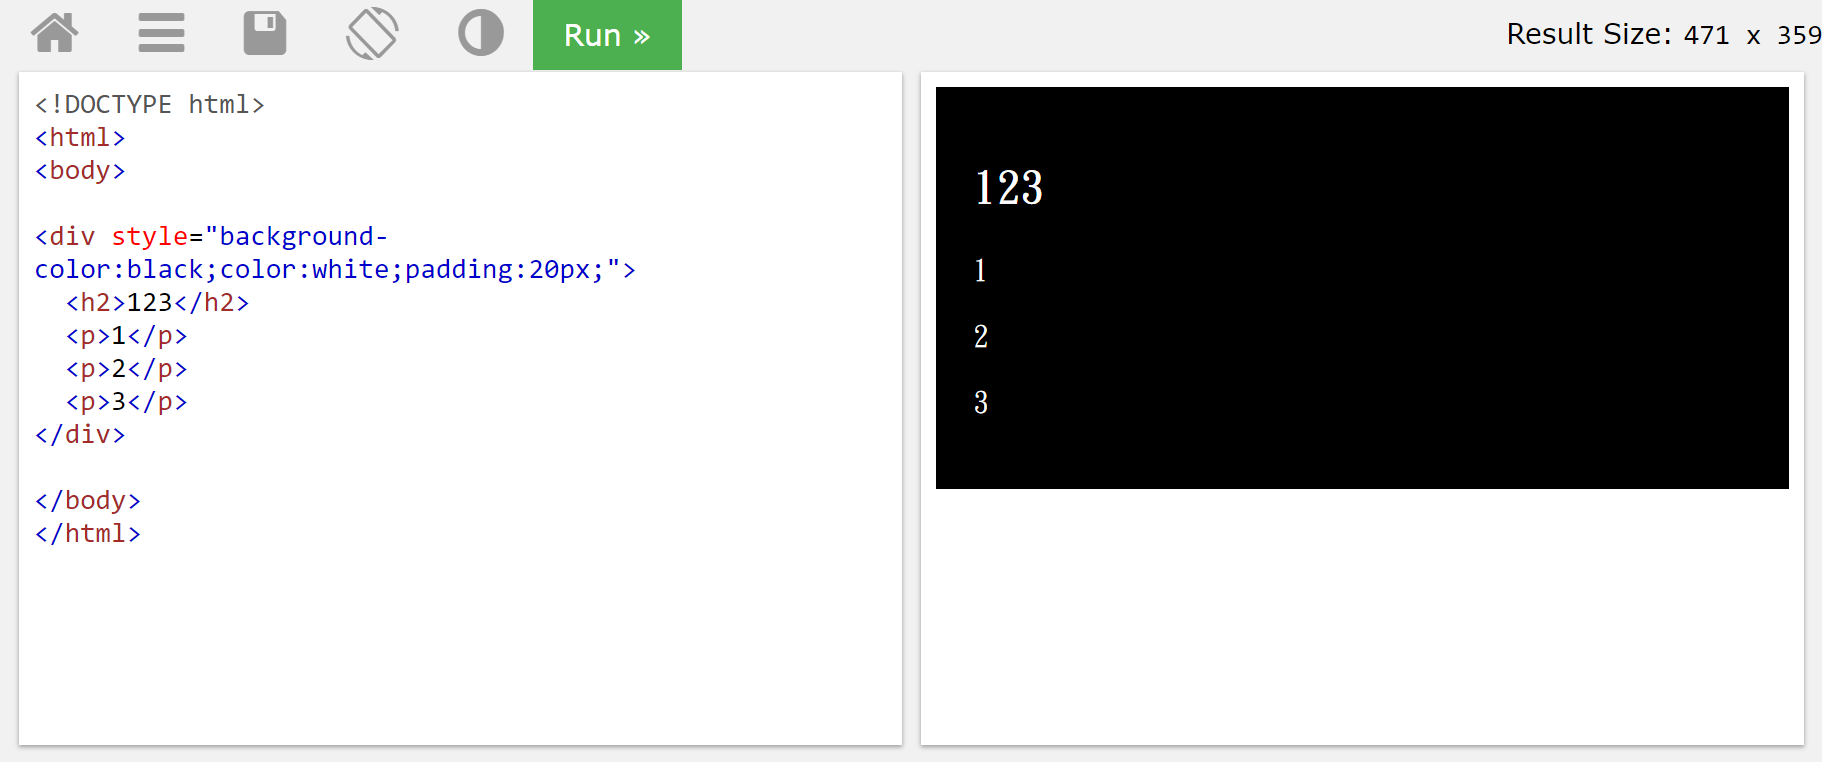 Run »
Result Size: 471 x 359
<!DOCTYPE html>
<html>
<body>
<div style="background-
color:black;color:white;padding:20px;">
<h2>123</h2>
<p>1</p>
<p>2</p>
<p>3</p>
</div>
</body>
</html>
123
1
2
3